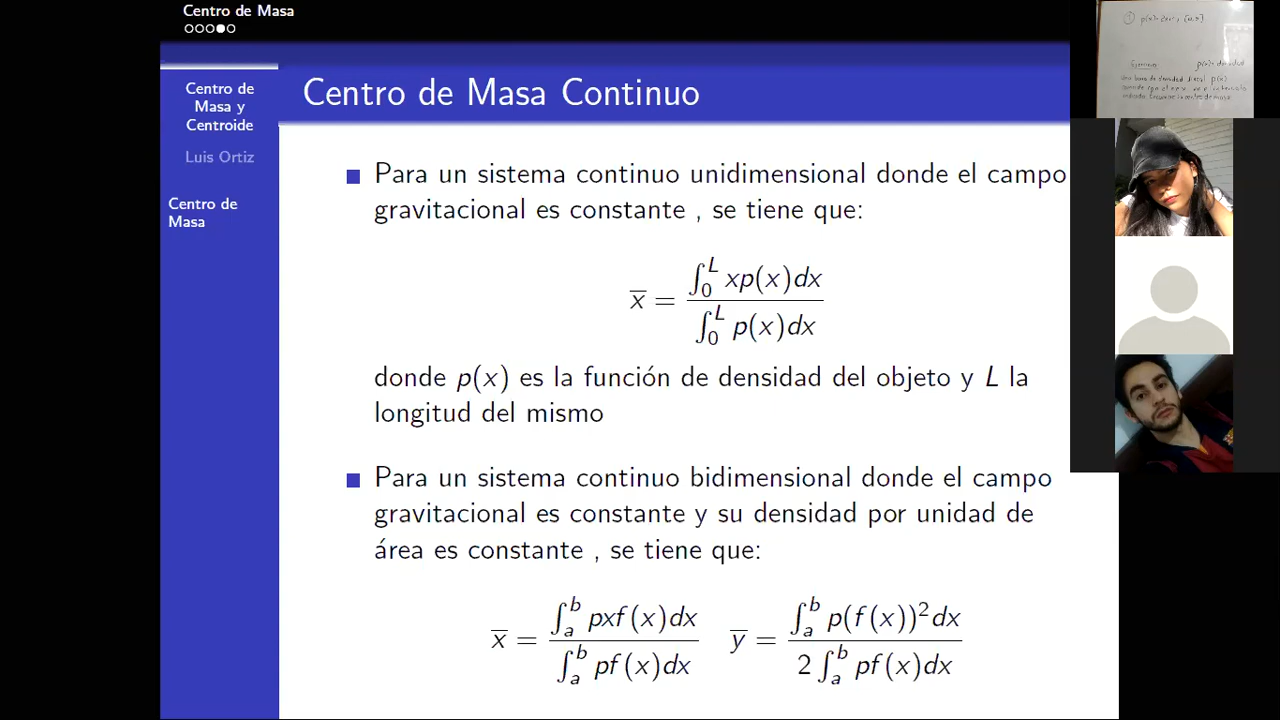 Centro de Masa
Centro de
Masa y
Centroide
Luis Ortiz
Centro de
Masa
Centro de Masa Continuo
Para un sistema continuo unidimensional donde el campo
gravitacional es constante , se tiene que:
x̅ = ∫₀ᴸ xp(x)dx / ∫₀ᴸ p(x)dx
donde p(x) es la función de densidad del objeto y L la
longitud del mismo
Para un sistema continuo bidimensional donde el campo
gravitacional es constante y su densidad por unidad de
área es constante , se tiene que:
x̅ = ∫ₐᵇ pxf(x)dx / ∫ₐᵇ pf(x)dx   y̅ = ∫ₐᵇ p(f(x))²dx / 2∫ₐᵇ pf(x)dx